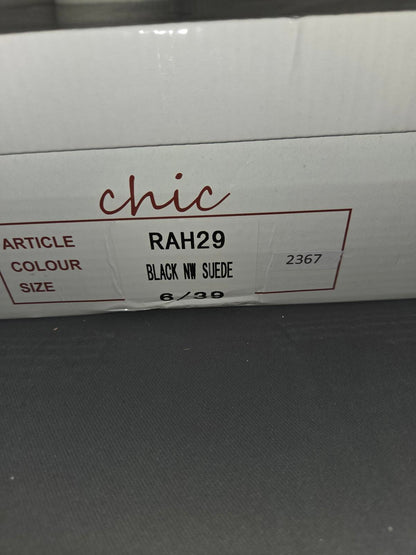 chic
ARTICLE RAH29
COLOUR BLACK NW SUEDE 2367
SIZE 6/39